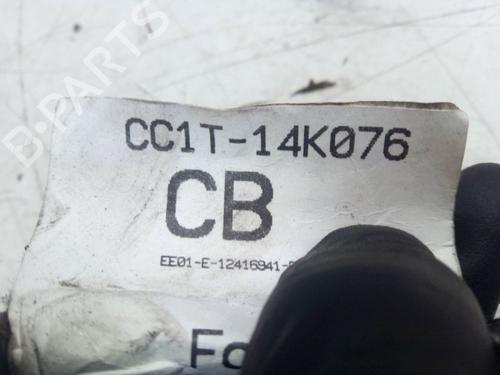 B-PARTS
CC1T-14K076
CB
EE01-E-12416941-
Fo